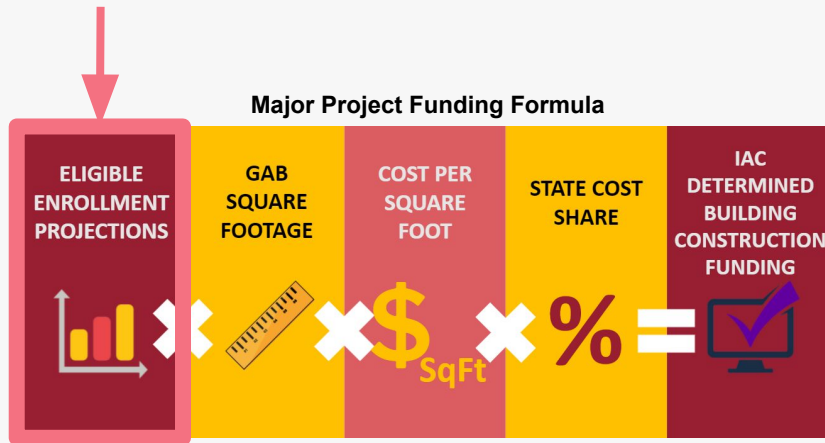 Major Project Funding Formula
ELIGIBLE
ENROLLMENT
PROJECTIONS
GAB
SQUARE
FOOTAGE
COST PER
SQUARE
FOOT
STATE COST
SHARE
IAC
DETERMINED
BUILDING
CONSTRUCTION
FUNDING
$
SqFt
%
=